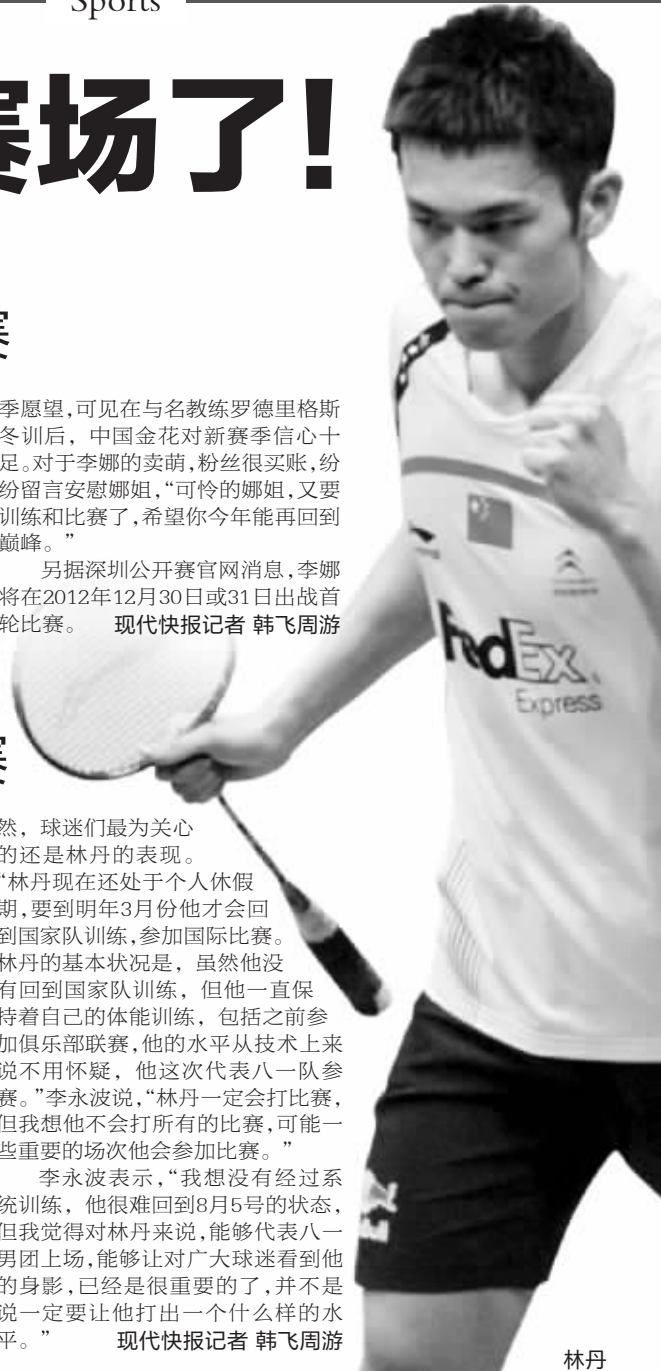 Sports
赛场了!
赛
季愿望,可见在与名教练罗德里格斯
冬训后，中国金花对新赛季信心十
足。对于李娜的卖萌,粉丝很买账,纷
纷留言安慰娜姐,“可怜的娜姐,又要
训练和比赛了,希望你今年能再回到
巅峰。”
另据深圳公开赛官网消息,李娜
将在2012年12月30日或31日出战首
轮比赛。 现代快报记者 韩飞周游
赛
然，球迷们最为关心
的还是林丹的表现。
“林丹现在还处于个人休假
期,要到明年3月份他才会回
到国家队训练,参加国际比赛。
林丹的基本状况是，虽然他没
有回到国家队训练，但他一直保
持着自己的体能训练，包括之前参
加俱乐部联赛,他的水平从技术上来
说不用怀疑，他这次代表八一队参
赛。”李永波说,“林丹一定会打比赛,
但我想他不会打所有的比赛,可能一
些重要的场次他会参加比赛。”
李永波表示,“我想没有经过系
统训练，他很难回到8月5号的状态,
但我觉得对林丹来说,能够代表八一
男团上场,能够让对广大球迷看到他
的身影,已经是很重要的了,并不是
说一定要让他打出一个什么样的水
平。” 现代快报记者 韩飞周游
FedEx
Express
林丹